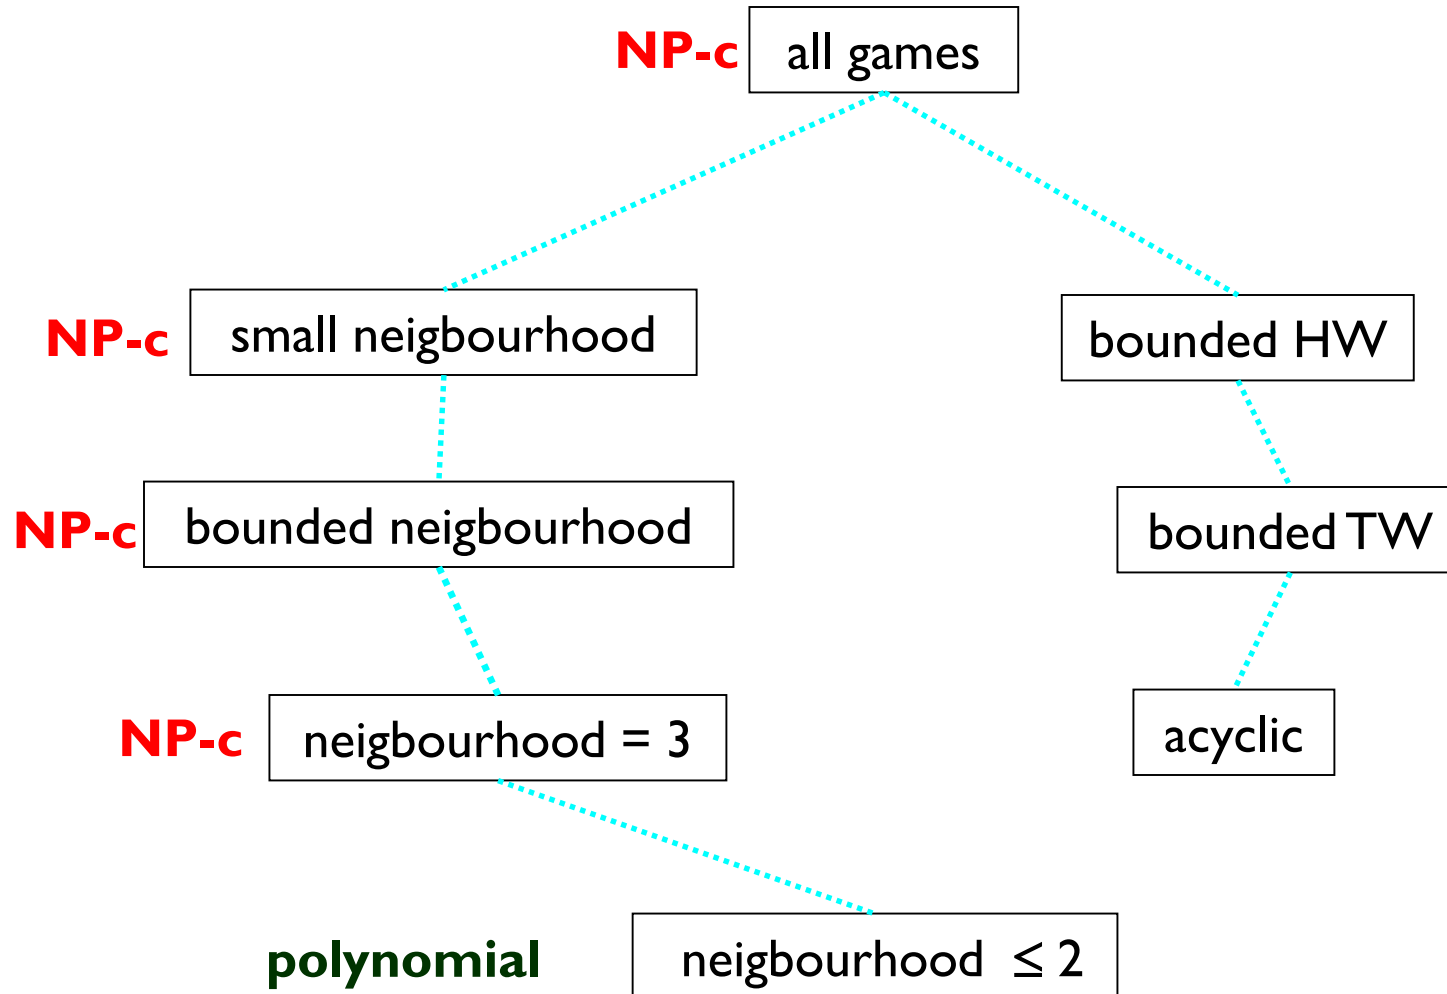 NP-c all games
NP-c small neigbourhood
bounded HW
NP-c bounded neigbourhood
bounded TW
NP-c neigbourhood = 3
acyclic
polynomial neigbourhood ≤ 2